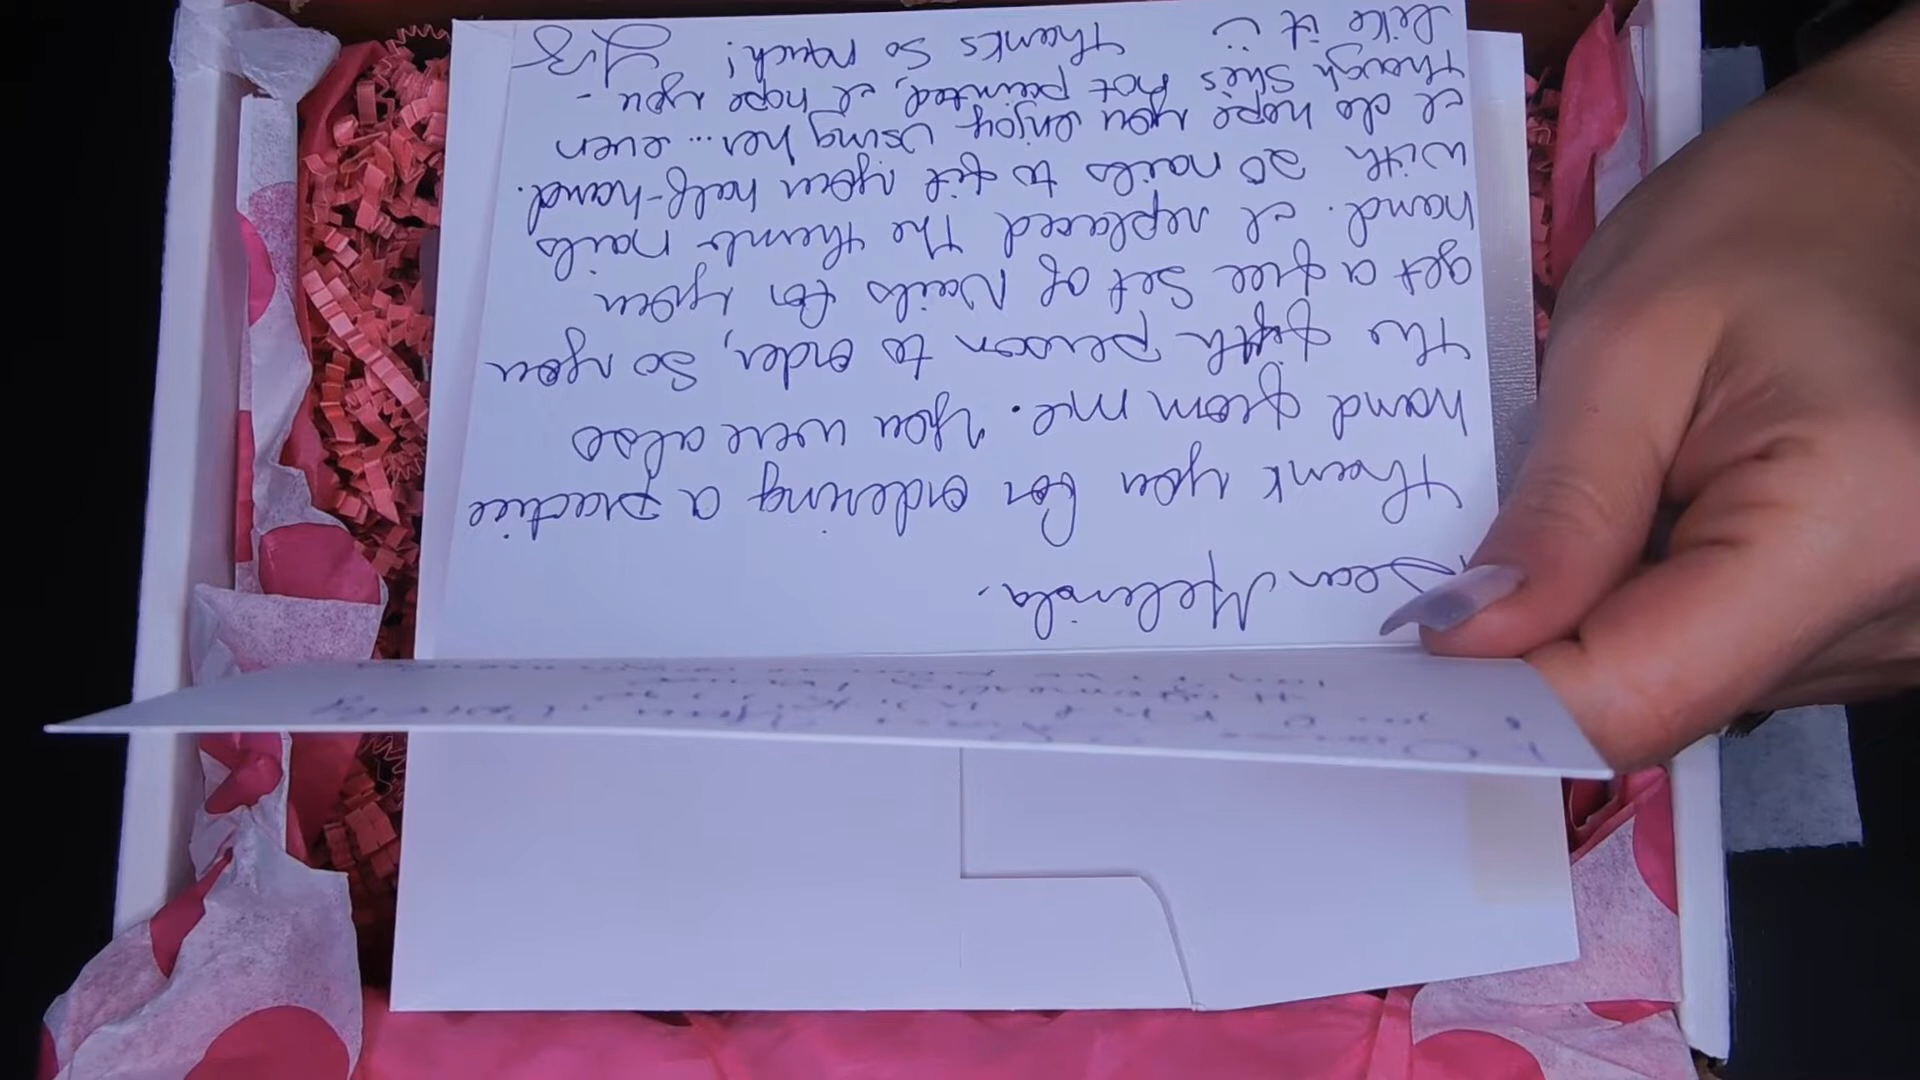 Dear Melinda,
Thank you for ordering a practice
hand from me. You were also
the fifth person to order, so you
get a free set of Nails for your
hand. I replaced the thumb nails
with 20 nails to fit your half-hand.
I do hope you enjoy using her... even
though she's not painted, I hope you -
like it ü Thanks so much!
Liz